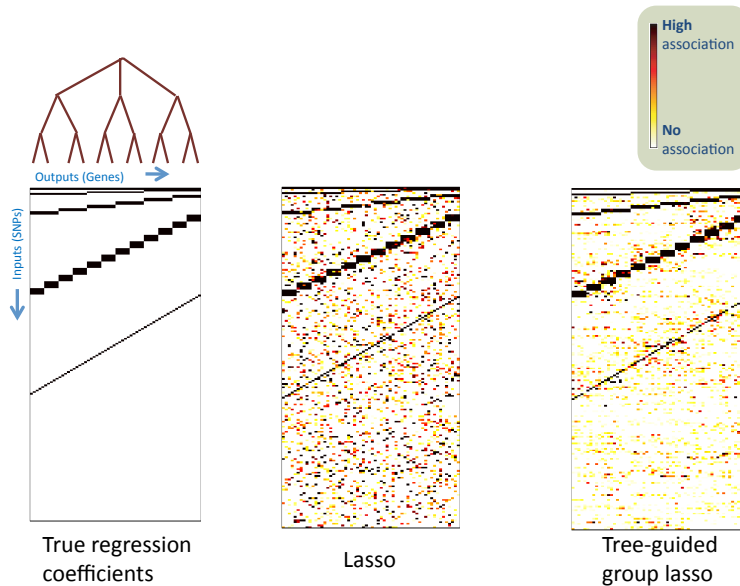 High
association
No
association
Outputs (Genes)
Inputs (SNPs)
True regression
coefficients
Lasso
Tree-guided
group lasso